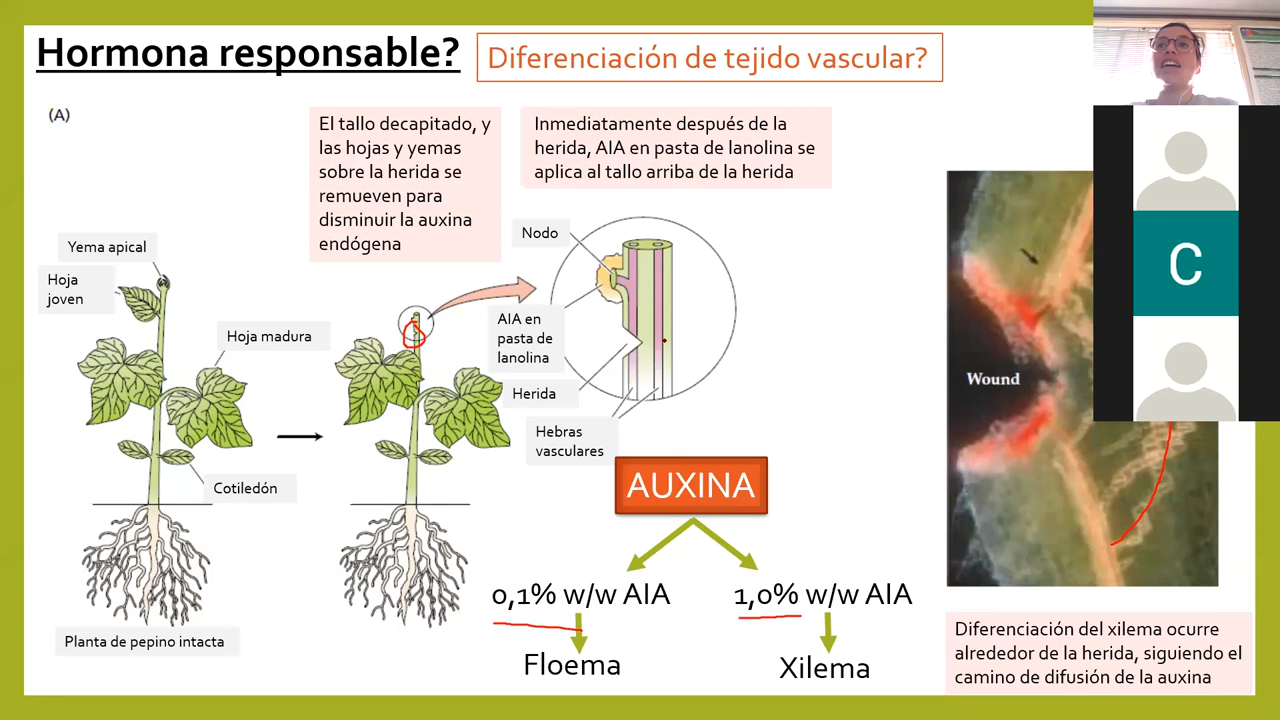 Hormona responsable?
Diferenciación de tejido vascular?
(A)
El tallo decapitado, y
las hojas y yemas
sobre la herida se
remueven para
disminuir la auxina
endógena
Inmediatamente después de la
herida, AIA en pasta de lanolina se
aplica al tallo arriba de la herida
Yema apical
Hoja
joven
Hoja madura
Cotiledón
Planta de pepino intacta
Nodo
AIA en
pasta de
lanolina
Herida
Hebras
vasculares
AUXINA
0,1% w/w AIA
1,0% w/w AIA
Floema
Xilema
Wound
C
Diferenciación del xilema ocurre
alrededor de la herida, siguiendo el
camino de difusión de la auxina